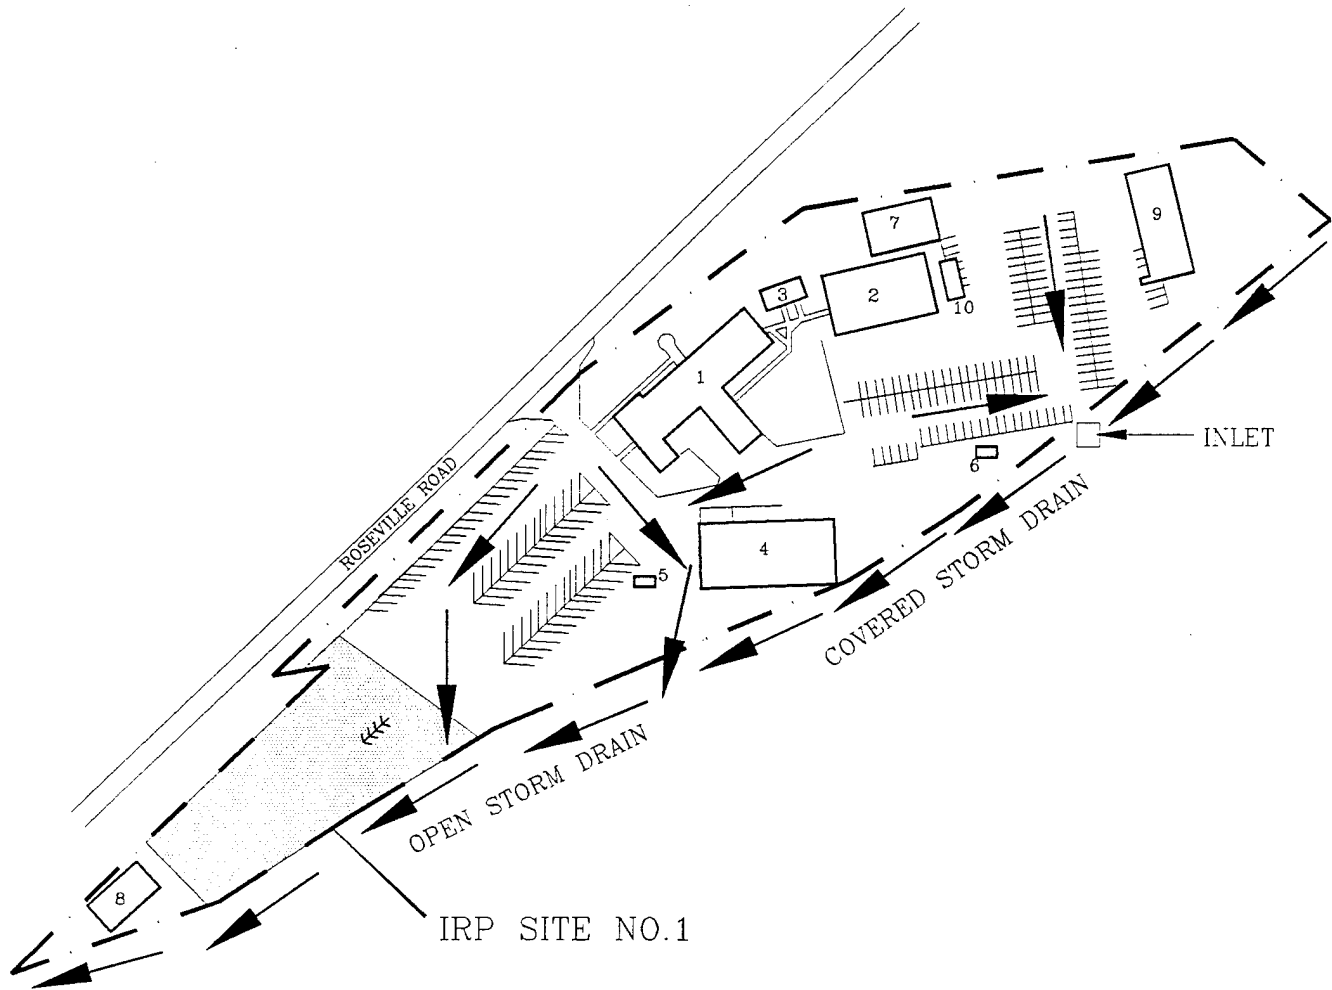 7
9
3
2
10
1
INLET
6
ROSEVILLE ROAD
4
5
COVERED STORM DRAIN
OPEN STORM DRAIN
8
IRP SITE NO.1